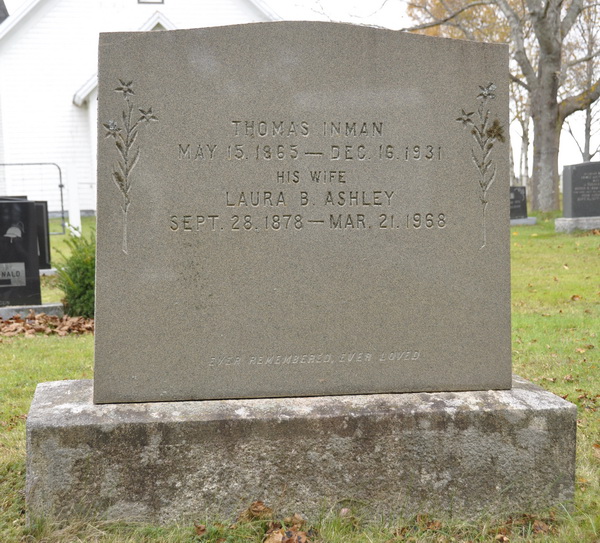 THOMAS INMAN
MAY 15, 1865 — DEC. 16, 1931
HIS WIFE
LAURA B. ASHLEY
SEPT. 28, 1878 — MAR. 21, 1968
EVER REMEMBERED, EVER LOVED
NALD